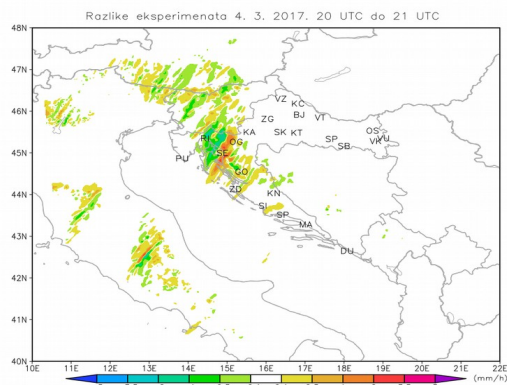 Razlike eksperimenata 4. 3. 2017. 20 UTC do 21 UTC
48N
47N
46N
45N
44N
43N
42N
41N
40N
VZ
KC
ZG
BJ
VT
RI
KA
SK
KT
OS
OG
SP
VK
VU
SB
PU
SE
GO
ZD
KN
SI
SP
MA
DU
10E 11E 12E 13E 14E 15E 16E 17E 18E 19E 20E 21E 22E
(mm/h)